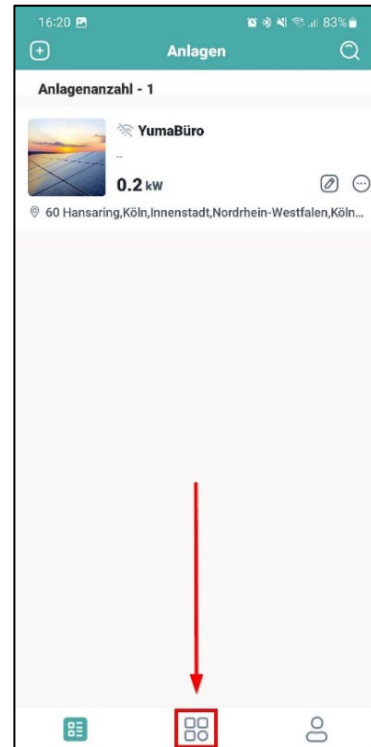 16:20 83%
Anlagen
Anlagenanzahl - 1
YumaBüro
--
0.2 kW
60 Hansaring,Köln,Innenstadt,Nordrhein-Westfalen,Köln...